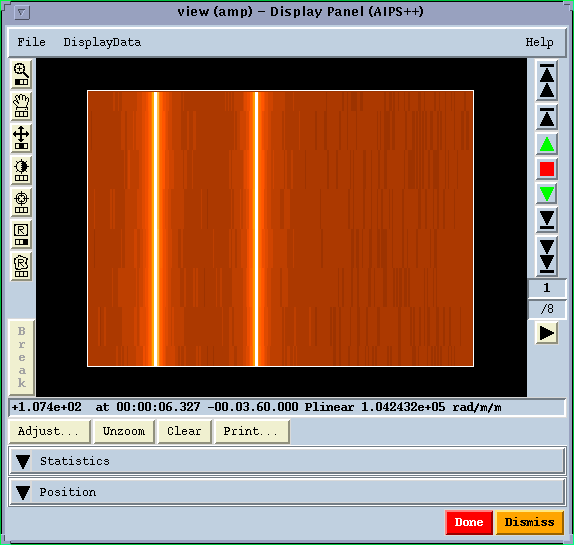 view (amp) – Display Panel (AIPS++)
File DisplayData Help
R
R
1
/8
Break
+1.074e+02 at 00:00:06.327 -00.03.60.000 Plinear 1.042432e+05 rad/m/m
Adjust... Unzoom Clear Print...
Statistics
Position
Done Dismiss